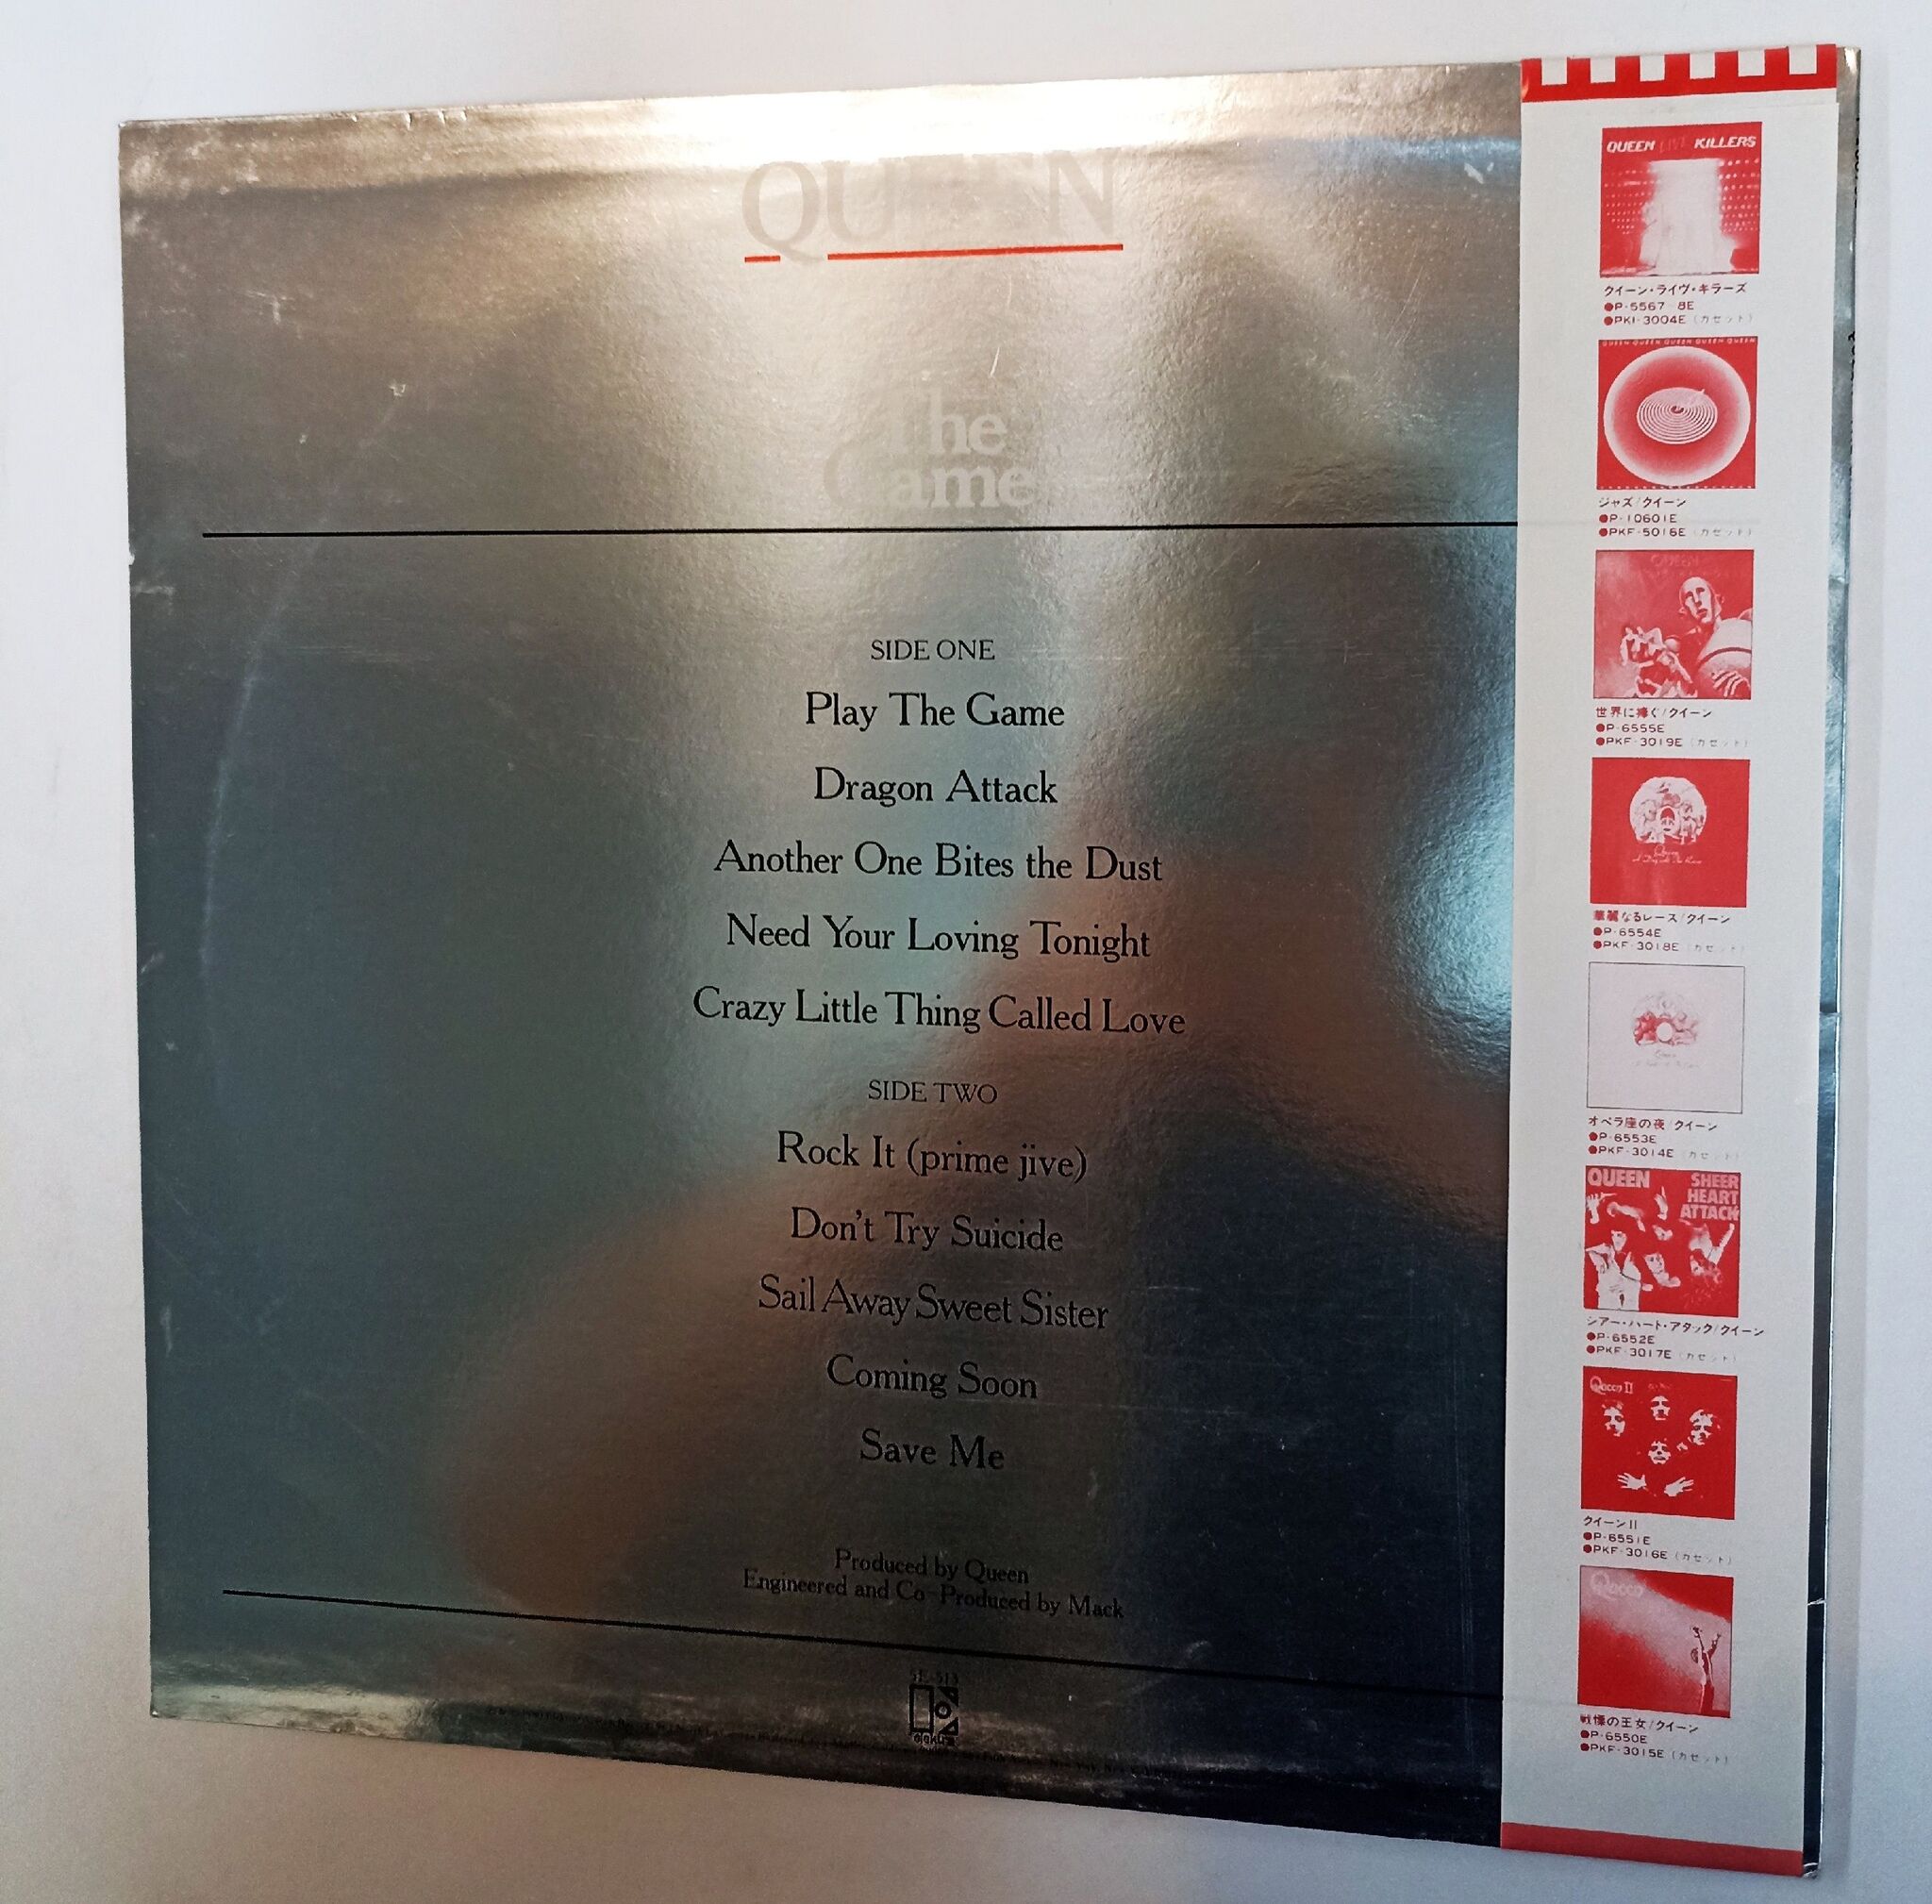 QUEEN
The
Game
SIDE ONE
Play The Game
Dragon Attack
Another One Bites the Dust
Need Your Loving Tonight
Crazy Little Thing Called Love
SIDE TWO
Rock It (prime jive)
Don't Try Suicide
Sail Away Sweet Sister
Coming Soon
Save Me
Produced by Queen
Engineered and Co-Produced by Mack
5E-513
QUEEN LIVE KILLERS
クイーン・ライヴ・キラーズ
●P-5567-8E
●PKI-3004E (カセット)
QUEEN QUEEN QUEEN QUEEN QUEEN
ジャズ/クイーン
●P-10601E
●PKF-5016E (カセット)
QUEEN
世界に捧ぐ/クイーン
●P-6555E
●PKF-3019E (カセット)
華麗なるレース/クイーン
●P-6554E
●PKF-3018E (カセット)
オペラ座の夜/クイーン
●P-6553E
●PKF-3014E (カセット)
QUEEN SHEER
HEART
ATTACK
シアー・ハート・アタック/クイーン
●P-6552E
●PKF-3017E (カセット)
Queen II
クイーンII
●P-6551E
●PKF-3016E (カセット)
Queen
戦慄の王女/クイーン
●P-6550E
●PKF-3015E (カセット)